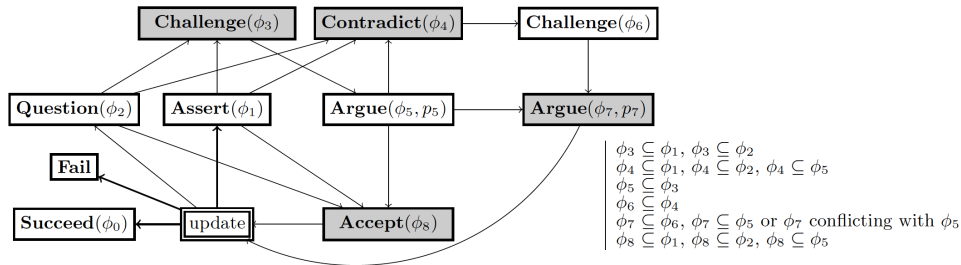 Challenge(ϕ₃) Contradict(ϕ₄) Challenge(ϕ₆)
Question(ϕ₂) Assert(ϕ₁) Argue(ϕ₅, p₅) Argue(ϕ₇, p₇)
Fail
Succeed(ϕ₀) update Accept(ϕ₈)
ϕ₃ ⊆ ϕ₁, ϕ₃ ⊆ ϕ₂
ϕ₄ ⊆ ϕ₁, ϕ₄ ⊆ ϕ₂, ϕ₄ ⊆ ϕ₅
ϕ₅ ⊆ ϕ₃
ϕ₆ ⊆ ϕ₄
ϕ₇ ⊆ ϕ₆, ϕ₇ ⊆ ϕ₅ or ϕ₇ conflicting with ϕ₅
ϕ₈ ⊆ ϕ₁, ϕ₈ ⊆ ϕ₂, ϕ₈ ⊆ ϕ₅